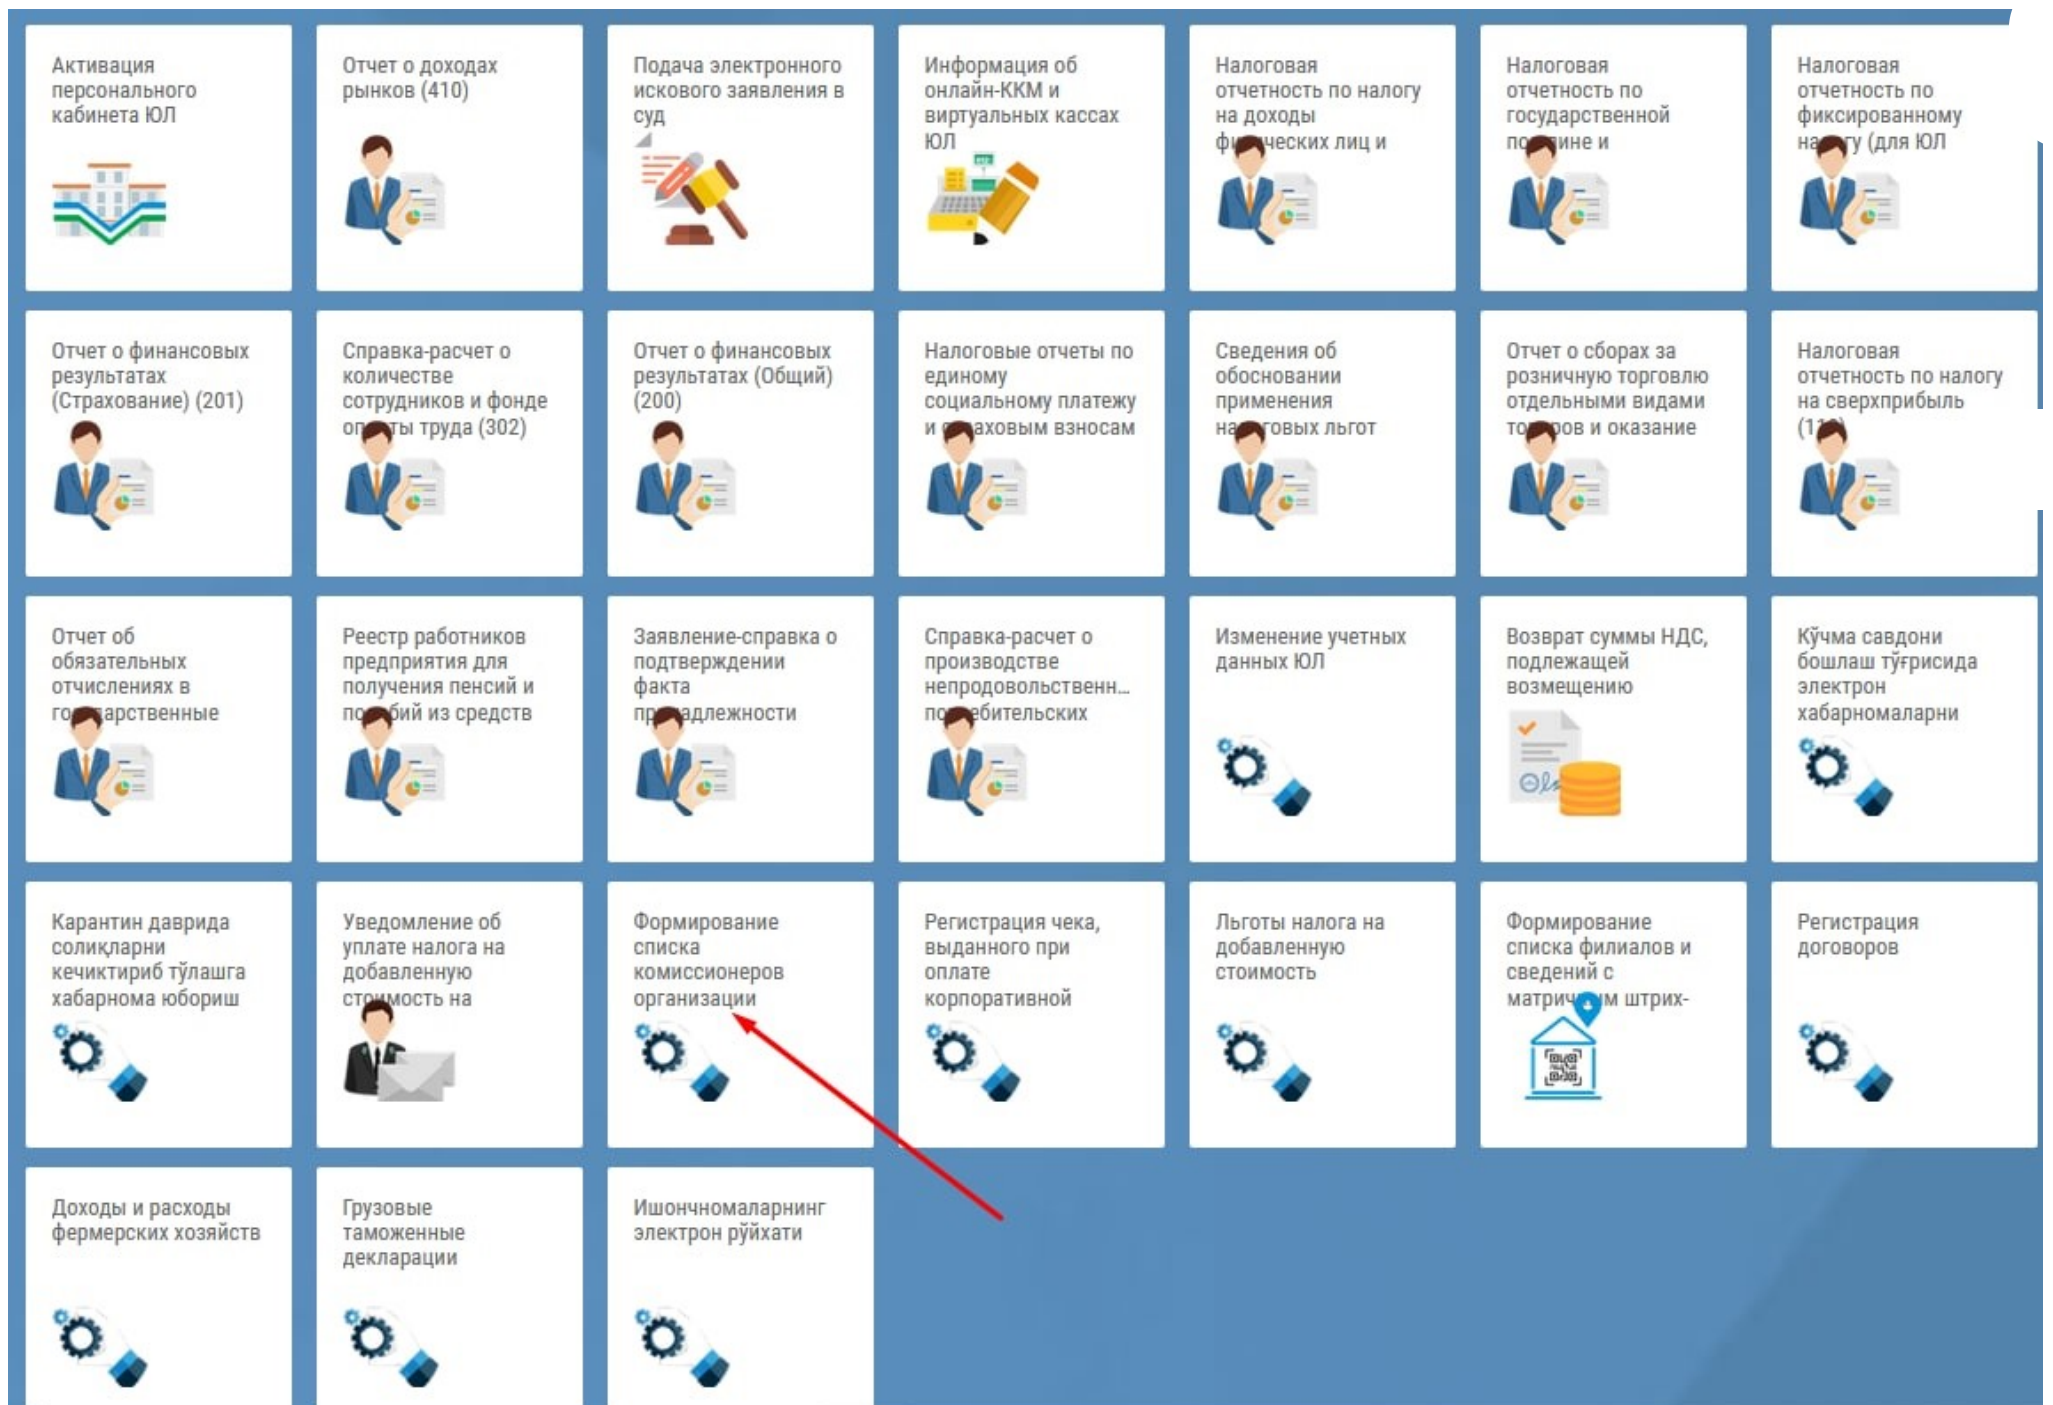 Активация
персонального
кабинета ЮЛ
Отчет о доходах
рынков (410)
Подача электронного
искового заявления в
суд
Информация об
онлайн-ККМ и
виртуальных кассах
ЮЛ
Налоговая
отчетность по налогу
на доходы
лиц и
Налоговая
отчетность по
государственной
и
Налоговая
отчетность по
фиксированному
(для ЮЛ
Отчет о финансовых
результатах
(Страхование) (201)
Справка-расчет о
количестве
сотрудников и фонде
труда (302)
Отчет о финансовых
результатах (Общий)
(200)
Налоговые отчеты по
единому
социальному платежу
и взносам
Сведения об
обосновании
применения
льгот
Отчет о сборах за
розничную торговлю
отдельными видами
и оказание
Налоговая
отчетность по налогу
на сверхприбыль
Отчет об
обязательных
отчислениях в
Реестр работников
предприятия для
получения пенсий и
из средств
Заявление-справка о
подтверждении
факта
Справка-расчет о
производстве
непродовольственн...
Изменение учетных
данных ЮЛ
Возврат суммы НДС,
подлежащей
возмещению
Кўчма савдони
бошлаш тўғрисида
электрон
хабарномаларни
Карантин даврида
солиқларни
кечиктириб тўлашга
хабарнома юбориш
Уведомление об
уплате налога на
добавленную
стоимость на
Формирование
списка
комиссионеров
организации
Регистрация чека,
выданного при
оплате
корпоративной
Льготы налога на
добавленную
стоимость
Формирование
списка филиалов и
сведений с
штрих-
Регистрация
договоров
Доходы и расходы
фермерских хозяйств
Грузовые
таможенные
декларации
Ишончномаларнинг
электрон рўйхати